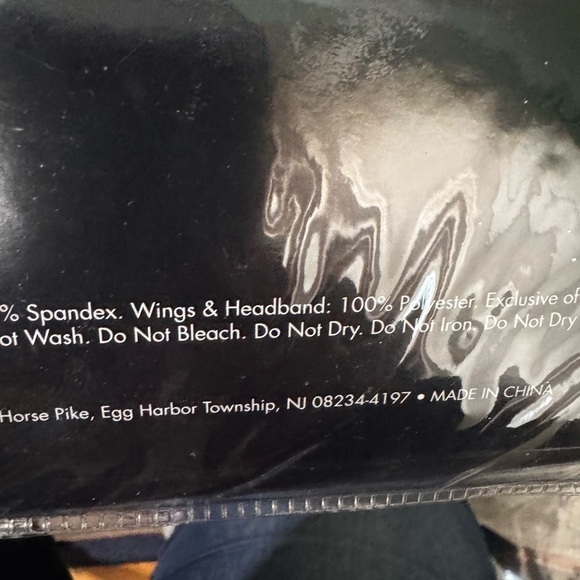 % Spandex. Wings & Headband: 100% Polyester. Exclusive of
ot Wash. Do Not Bleach. Do Not Dry. Do Not Iron. Do Not Dry
Horse Pike, Egg Harbor Township, NJ 08234-4197 • MADE IN CHINA